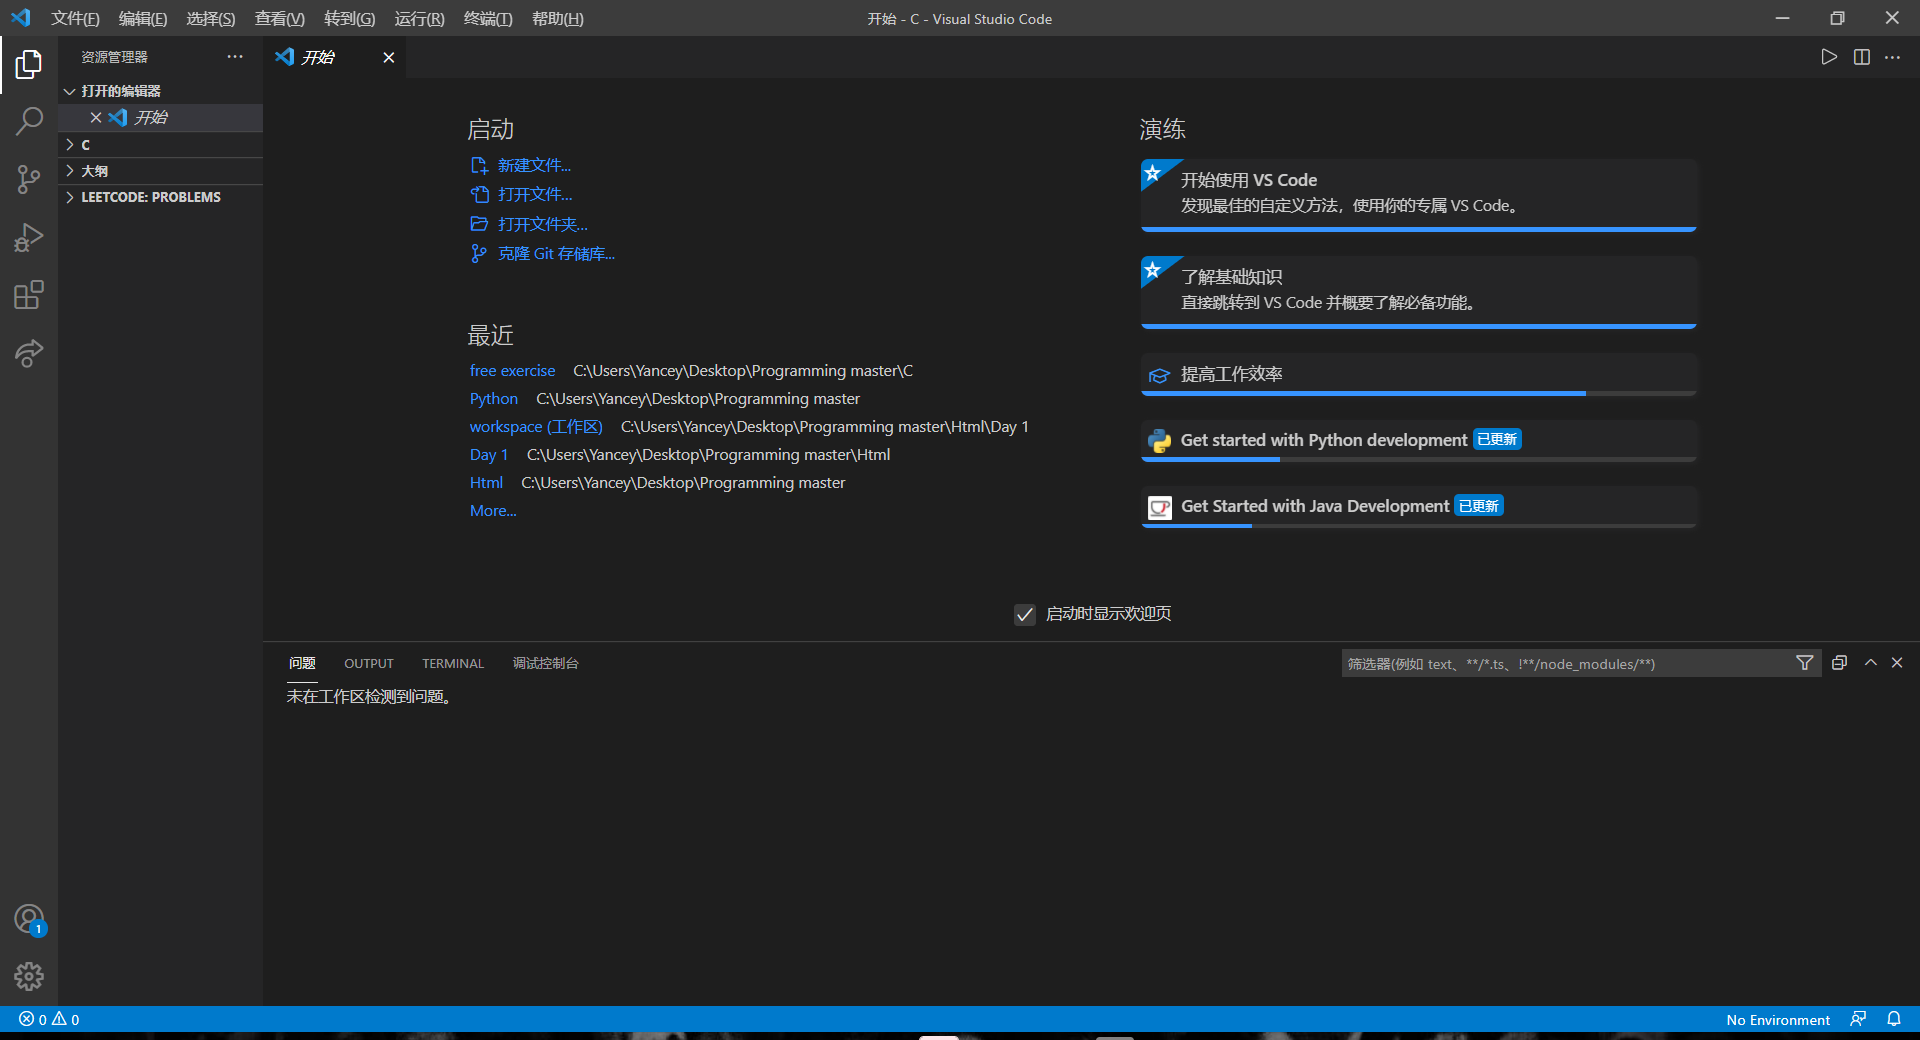 文件(F) 编辑(E) 选择(S) 查看(V) 转到(G) 运行(R) 终端(T) 帮助(H) 开始 - C - Visual Studio Code
资源管理器
开始
打开的编辑器
开始
C
大纲
LEETCODE: PROBLEMS
启动
新建文件...
打开文件...
打开文件夹...
克隆 Git 存储库...
最近
free exercise C:\Users\Yancey\Desktop\Programming master\C
Python C:\Users\Yancey\Desktop\Programming master
workspace (工作区) C:\Users\Yancey\Desktop\Programming master\Html\Day 1
Day 1 C:\Users\Yancey\Desktop\Programming master\Html
Html C:\Users\Yancey\Desktop\Programming master
More...
演练
开始使用 VS Code
发现最佳的自定义方法，使用你的专属 VS Code。
了解基础知识
直接跳转到 VS Code 并概要了解必备功能。
提高工作效率
Get started with Python development 已更新
Get Started with Java Development 已更新
启动时显示欢迎页
问题 OUTPUT TERMINAL 调试控制台
筛选器(例如 text、**/*.ts、!**/node_modules/**)
未在工作区检测到问题。
1
0 0
No Environment